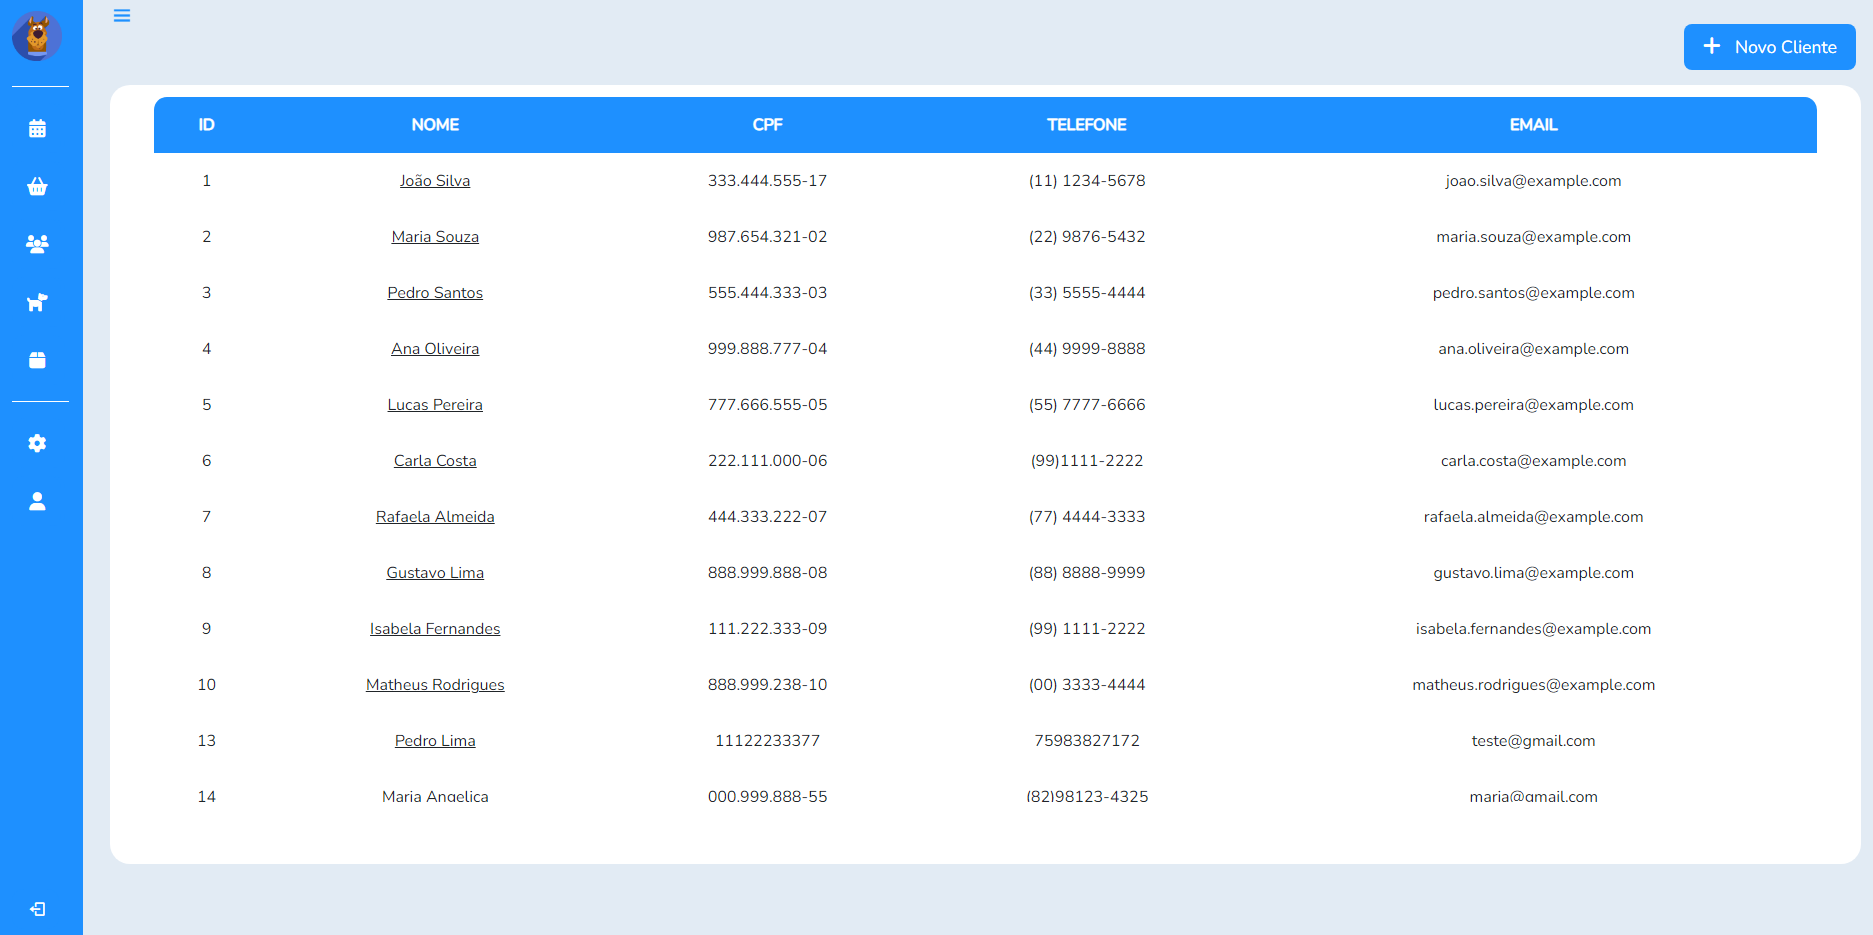 Novo Cliente
ID NOME CPF TELEFONE EMAIL
1 João Silva 333.444.555-17 (11) 1234-5678 joao.silva@example.com
2 Maria Souza 987.654.321-02 (22) 9876-5432 maria.souza@example.com
3 Pedro Santos 555.444.333-03 (33) 5555-4444 pedro.santos@example.com
4 Ana Oliveira 999.888.777-04 (44) 9999-8888 ana.oliveira@example.com
5 Lucas Pereira 777.666.555-05 (55) 7777-6666 lucas.pereira@example.com
6 Carla Costa 222.111.000-06 (99)1111-2222 carla.costa@example.com
7 Rafaela Almeida 444.333.222-07 (77) 4444-3333 rafaela.almeida@example.com
8 Gustavo Lima 888.999.888-08 (88) 8888-9999 gustavo.lima@example.com
9 Isabela Fernandes 111.222.333-09 (99) 1111-2222 isabela.fernandes@example.com
10 Matheus Rodrigues 888.999.238-10 (00) 3333-4444 matheus.rodrigues@example.com
13 Pedro Lima 11122233377 75983827172 teste@gmail.com
14 Maria Angelica 000.999.888-55 (82)98123-4325 maria@gmail.com